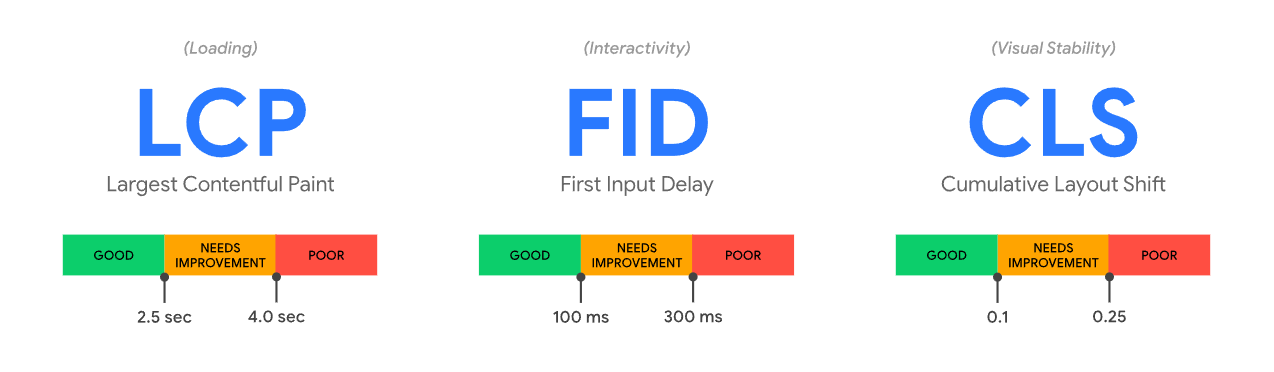 (Loading)
LCP
Largest Contentful Paint
GOOD
NEEDS
IMPROVEMENT
POOR
2.5 sec
4.0 sec
(Interactivity)
FID
First Input Delay
GOOD
NEEDS
IMPROVEMENT
POOR
100 ms
300 ms
(Visual Stability)
CLS
Cumulative Layout Shift
GOOD
NEEDS
IMPROVEMENT
POOR
0.1
0.25